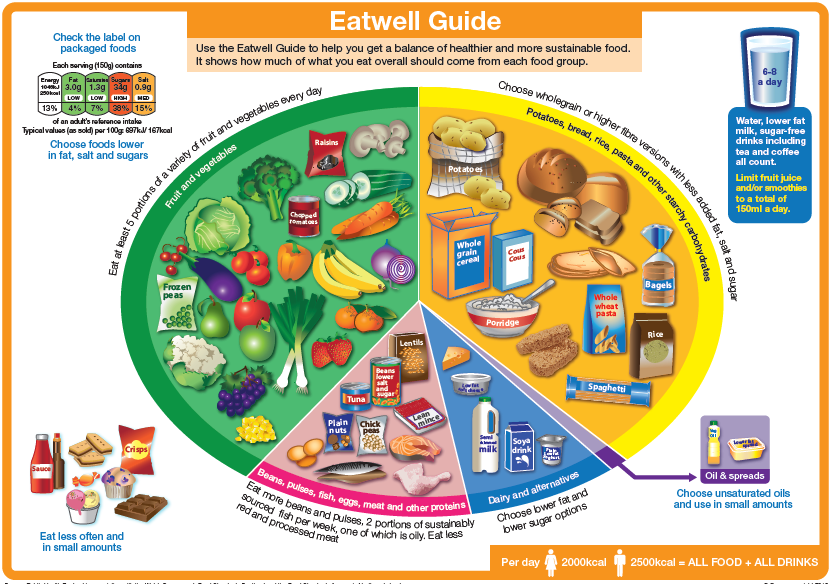 Eatwell Guide
Use the Eatwell Guide to help you get a balance of healthier and more sustainable food.
It shows how much of what you eat overall should come from each food group.
Check the label on
packaged foods
Each serving (150g) contains
Energy
1046kJ
250kcal
Fat
3.0g
LOW
Saturates
1.3g
LOW
Sugars
34g
HIGH
Salt
0.9g
MED
13%
4%
7%
38%
15%
of an adult's reference intake
Typical values (as sold) per 100g: 697kJ/ 167kcal
Choose foods lower
in fat, salt and sugars
Eat at least 5 portions of a variety of fruit and vegetables every day
Fruit and vegetables
Raisins
Chopped
tomatoes
Frozen
peas
Choose wholegrain or higher fibre versions with less added fat, salt and sugar
Potatoes, bread, rice, pasta and other starchy carbohydrates
Potatoes
Whole
grain
cereal
Cous
Cous
Porridge
Bagels
Whole
wheat
pasta
Rice
Spaghetti
6-8
a day
Water, lower fat
milk, sugar-free
drinks including
tea and coffee
all count.
Limit fruit juice
and/or smoothies
to a total of
150ml a day.
Lentils
Beans
lower
salt
and
sugar
Tuna
Lean
mince
Plain
nuts
Chick
peas
Beans, pulses, fish, eggs, meat and other proteins
Eat more beans and pulses, 2 portions of sustainably
sourced fish per week, one of which is oily. Eat less
red and processed meat
Semi
skimmed
milk
Soya
drink
Dairy and alternatives
Choose lower fat and
lower sugar options
Veg
Oil
Oil & spreads
Choose unsaturated oils
and use in small amounts
Sauce
Crisps
Eat less often and
in small amounts
Per day 2000kcal 2500kcal = ALL FOOD + ALL DRINKS